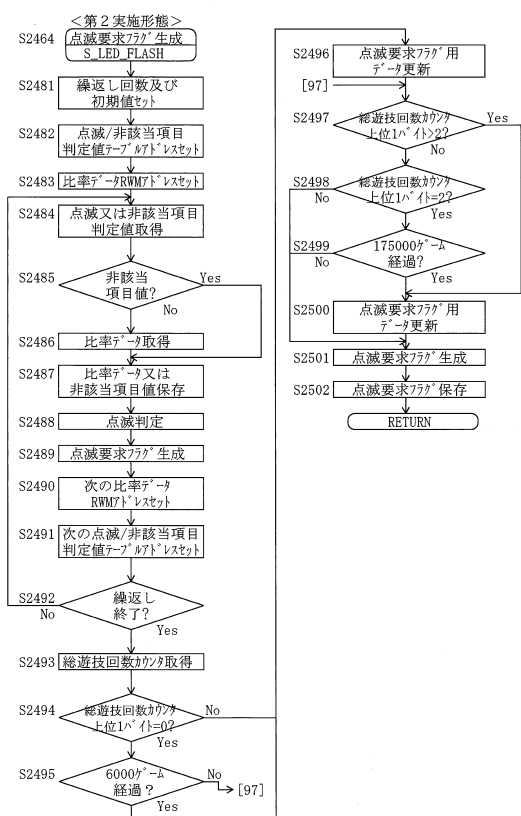 ＜第２実施形態＞
S2464
点滅要求ﾌﾗｸﾞ生成
S_LED_FLASH
S2481
繰返し回数及び
初期値セット
S2482
点滅/非該当項目
判定値ﾃｰﾌﾞﾙｱﾄﾞﾚｽｾｯﾄ
S2483
比率ﾃﾞｰﾀRWMｱﾄﾞﾚｽｾｯﾄ
S2484
点滅又は非該当項目
判定値取得
S2485
非該当
項目値?
Yes
No
S2486
比率ﾃﾞｰﾀ取得
S2487
比率ﾃﾞｰﾀ又は
非該当項目値保存
S2488
点滅判定
S2489
点滅要求ﾌﾗｸﾞ生成
S2490
次の比率ﾃﾞｰﾀ
RWMｱﾄﾞﾚｽｾｯﾄ
S2491
次の点滅/非該当項目
判定値ﾃｰﾌﾞﾙｱﾄﾞﾚｽｾｯﾄ
S2492
繰返し
終了?
No
Yes
S2493
総遊技回数ｶｳﾝﾀ取得
S2494
総遊技回数ｶｳﾝﾀ
上位1ﾊﾞｲﾄ=0?
No
Yes
S2495
6000ｹﾞｰﾑ
経過？
No
[97]
Yes
S2496
点滅要求ﾌﾗｸﾞ用
ﾃﾞｰﾀ更新
[97]
S2497
総遊技回数ｶｳﾝﾀ
上位1ﾊﾞｲﾄ>2?
Yes
No
S2498
総遊技回数ｶｳﾝﾀ
上位1ﾊﾞｲﾄ=2?
No
Yes
S2499
175000ｹﾞｰﾑ
経過?
No
Yes
S2500
点滅要求ﾌﾗｸﾞ用
ﾃﾞｰﾀ更新
S2501
点滅要求ﾌﾗｸﾞ生成
S2502
点滅要求ﾌﾗｸﾞ保存
RETURN